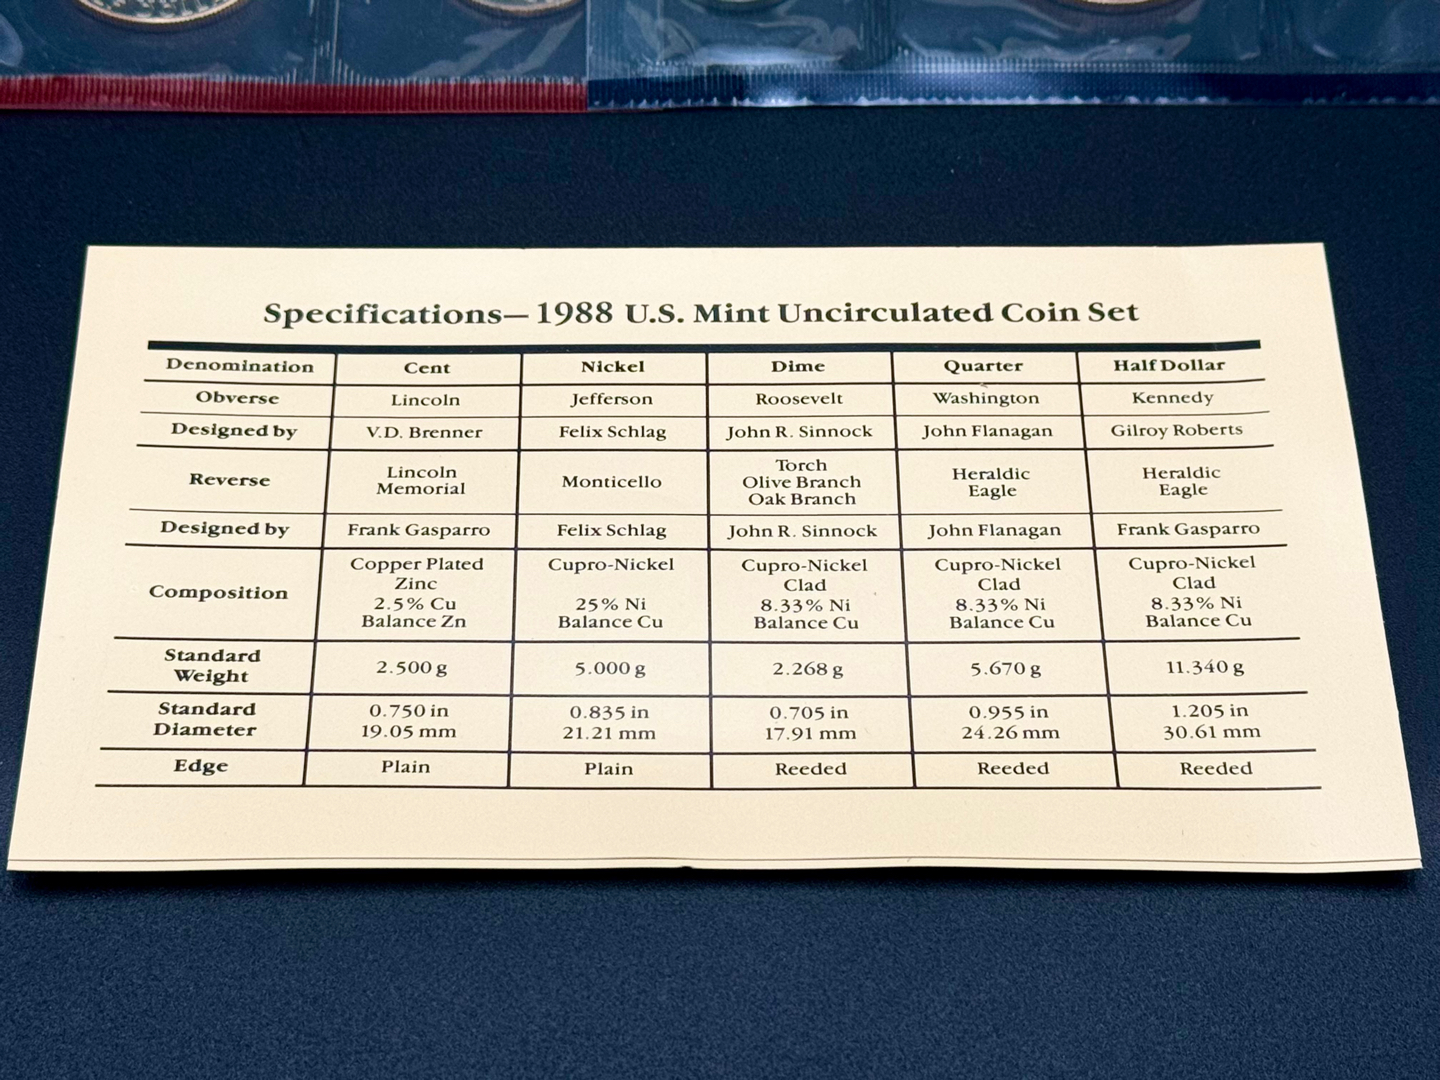 Specifications— 1988 U.S. Mint Uncirculated Coin Set
Denomination Cent Nickel Dime Quarter Half Dollar
Obverse Lincoln Jefferson Roosevelt Washington Kennedy
Designed by V.D. Brenner Felix Schlag John R. Sinnock John Flanagan Gilroy Roberts
Reverse Lincoln Memorial Monticello Torch Olive Branch Oak Branch Heraldic Eagle Heraldic Eagle
Designed by Frank Gasparro Felix Schlag John R. Sinnock John Flanagan Frank Gasparro
Composition Copper Plated Zinc 2.5% Cu Balance Zn Cupro-Nickel 25% Ni Balance Cu Cupro-Nickel Clad 8.33% Ni Balance Cu Cupro-Nickel Clad 8.33% Ni Balance Cu Cupro-Nickel Clad 8.33% Ni Balance Cu
Standard Weight 2.500 g 5.000 g 2.268 g 5.670 g 11.340 g
Standard Diameter 0.750 in 19.05 mm 0.835 in 21.21 mm 0.705 in 17.91 mm 0.955 in 24.26 mm 1.205 in 30.61 mm
Edge Plain Plain Reeded Reeded Reeded